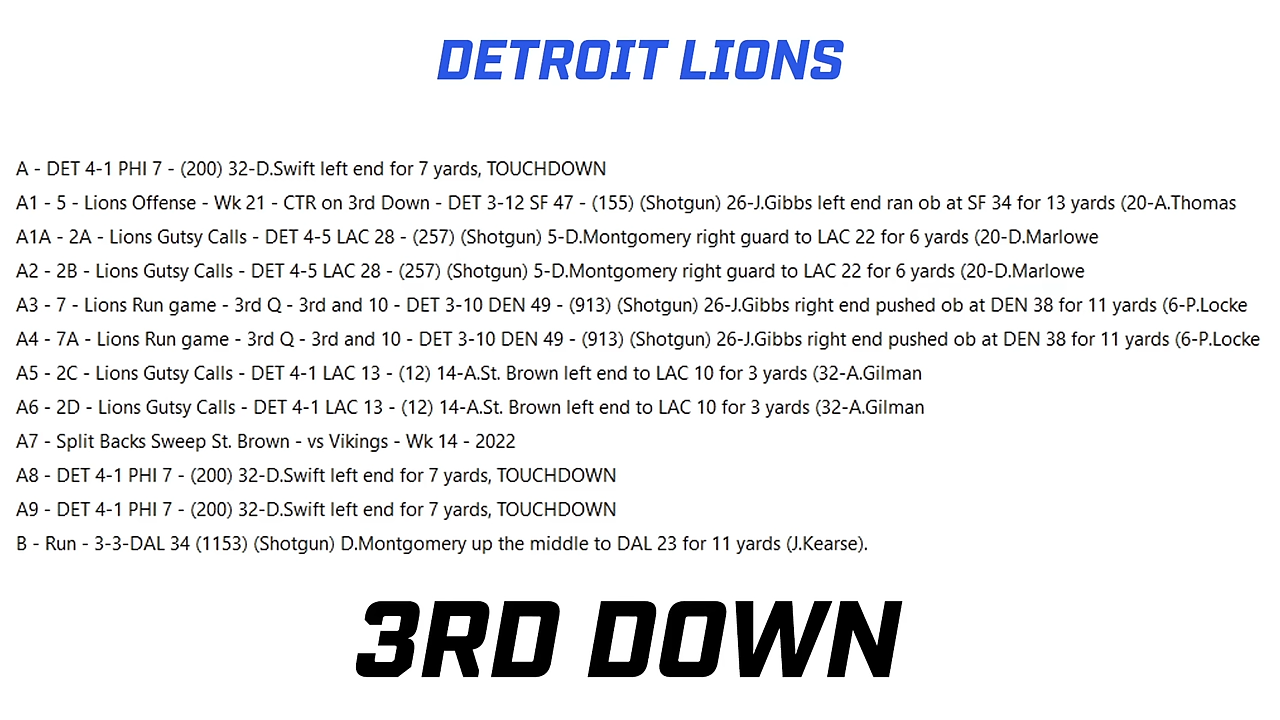 DETROIT LIONS
A - DET 4-1 PHI 7 - (200) 32-D.Swift left end for 7 yards, TOUCHDOWN
A1 - 5 - Lions Offense - Wk 21 - CTR on 3rd Down - DET 3-12 SF 47 - (155) (Shotgun) 26-J.Gibbs left end ran ob at SF 34 for 13 yards (20-A.Thomas
A1A - 2A - Lions Gutsy Calls - DET 4-5 LAC 28 - (257) (Shotgun) 5-D.Montgomery right guard to LAC 22 for 6 yards (20-D.Marlowe
A2 - 2B - Lions Gutsy Calls - DET 4-5 LAC 28 - (257) (Shotgun) 5-D.Montgomery right guard to LAC 22 for 6 yards (20-D.Marlowe
A3 - 7 - Lions Run game - 3rd Q - 3rd and 10 - DET 3-10 DEN 49 - (913) (Shotgun) 26-J.Gibbs right end pushed ob at DEN 38 for 11 yards (6-P.Locke
A4 - 7A - Lions Run game - 3rd Q - 3rd and 10 - DET 3-10 DEN 49 - (913) (Shotgun) 26-J.Gibbs right end pushed ob at DEN 38 for 11 yards (6-P.Locke
A5 - 2C - Lions Gutsy Calls - DET 4-1 LAC 13 - (12) 14-A.St. Brown left end to LAC 10 for 3 yards (32-A.Gilman
A6 - 2D - Lions Gutsy Calls - DET 4-1 LAC 13 - (12) 14-A.St. Brown left end to LAC 10 for 3 yards (32-A.Gilman
A7 - Split Backs Sweep St. Brown - vs Vikings - Wk 14 - 2022
A8 - DET 4-1 PHI 7 - (200) 32-D.Swift left end for 7 yards, TOUCHDOWN
A9 - DET 4-1 PHI 7 - (200) 32-D.Swift left end for 7 yards, TOUCHDOWN
B - Run - 3-3-DAL 34 (1153) (Shotgun) D.Montgomery up the middle to DAL 23 for 11 yards (J.Kearse).
3RD DOWN